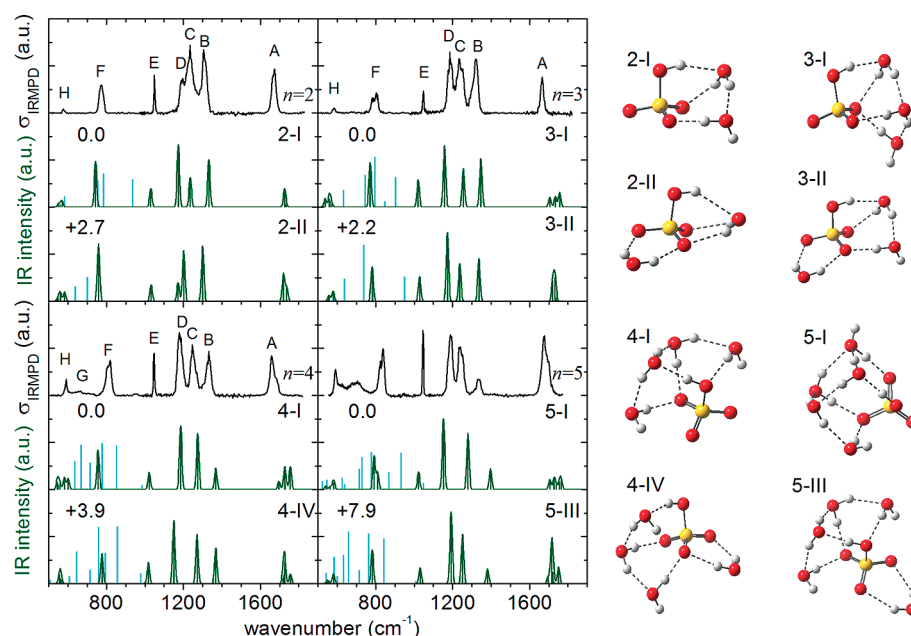 σIRMPD (a.u.)
H F E D C B A n=2
H F E D C B A n=3
0.0 2-I
0.0 3-I
IR intensity (a.u.)
+2.7 2-II
+2.2 3-II
σIRMPD (a.u.)
H G F E D C B A n=4
n=5
0.0 4-I
0.0 5-I
IR intensity (a.u.)
+3.9 4-IV
+7.9 5-III
800 1200 1600 800 1200 1600
wavenumber (cm⁻¹)
2-I 3-I
2-II 3-II
4-I 5-I
4-IV 5-III